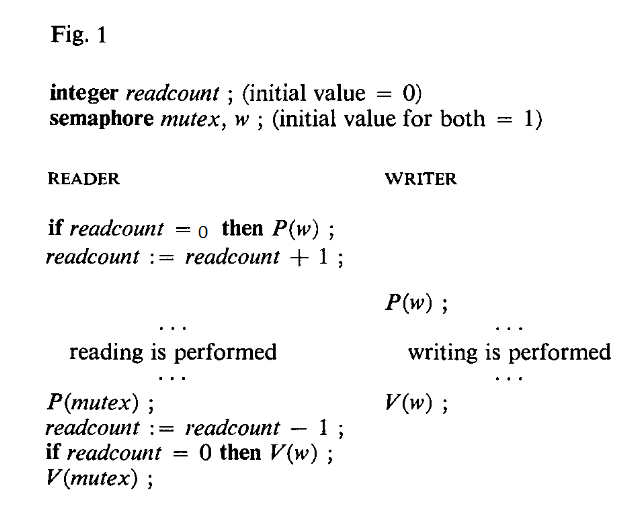 Fig. 1
integer readcount ; (initial value = 0)
semaphore mutex, w ; (initial value for both = 1)
READER WRITER
if readcount = 0 then P(w) ;
readcount := readcount + 1 ;
P(w) ;
... ...
reading is performed writing is performed
... ...
P(mutex) ; V(w) ;
readcount := readcount − 1 ;
if readcount = 0 then V(w) ;
V(mutex) ;